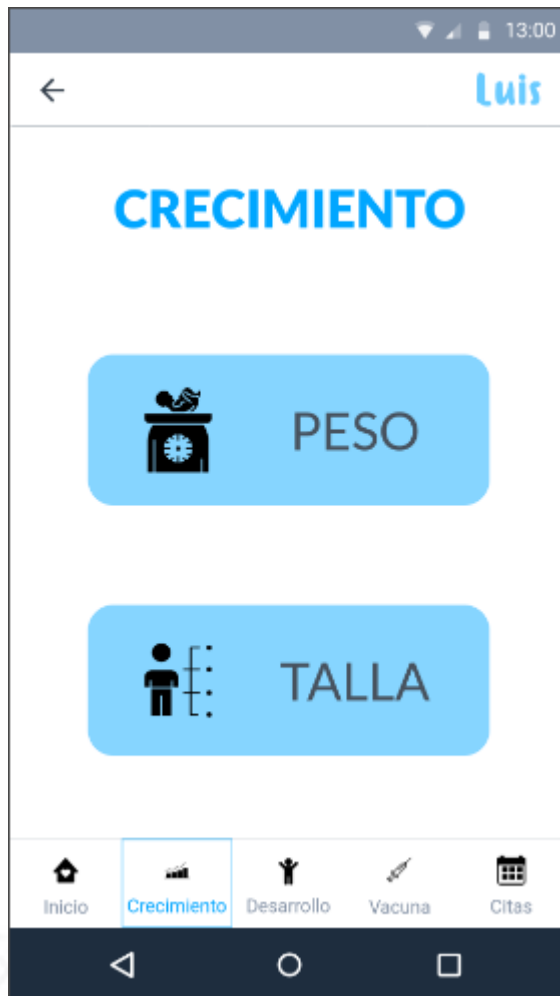 13:00
Luis
CRECIMIENTO
PESO
TALLA
Inicio Crecimiento Desarrollo Vacuna Citas